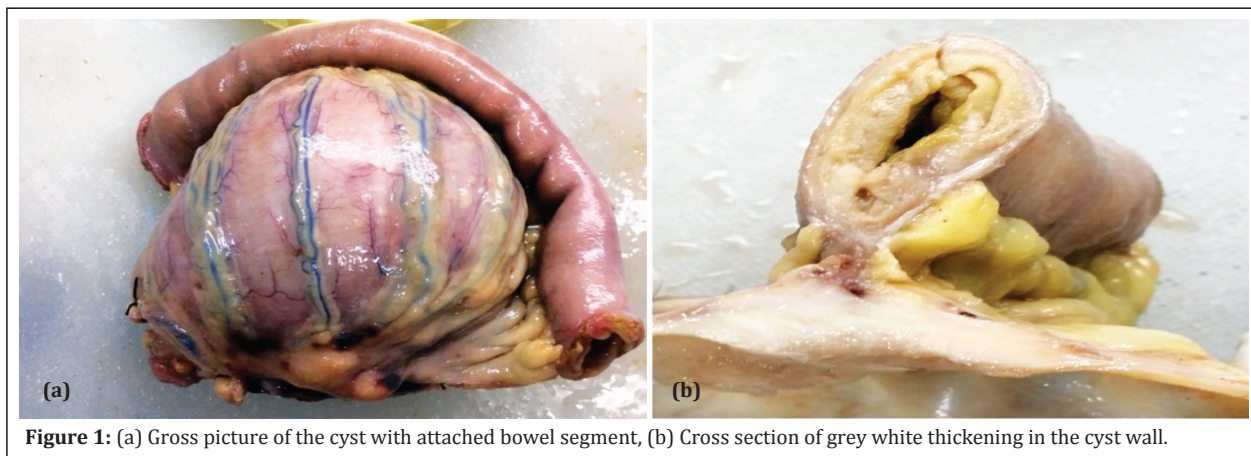 (a)
(b)
Figure 1: (a) Gross picture of the cyst with attached bowel segment, (b) Cross section of grey white thickening in the cyst wall.